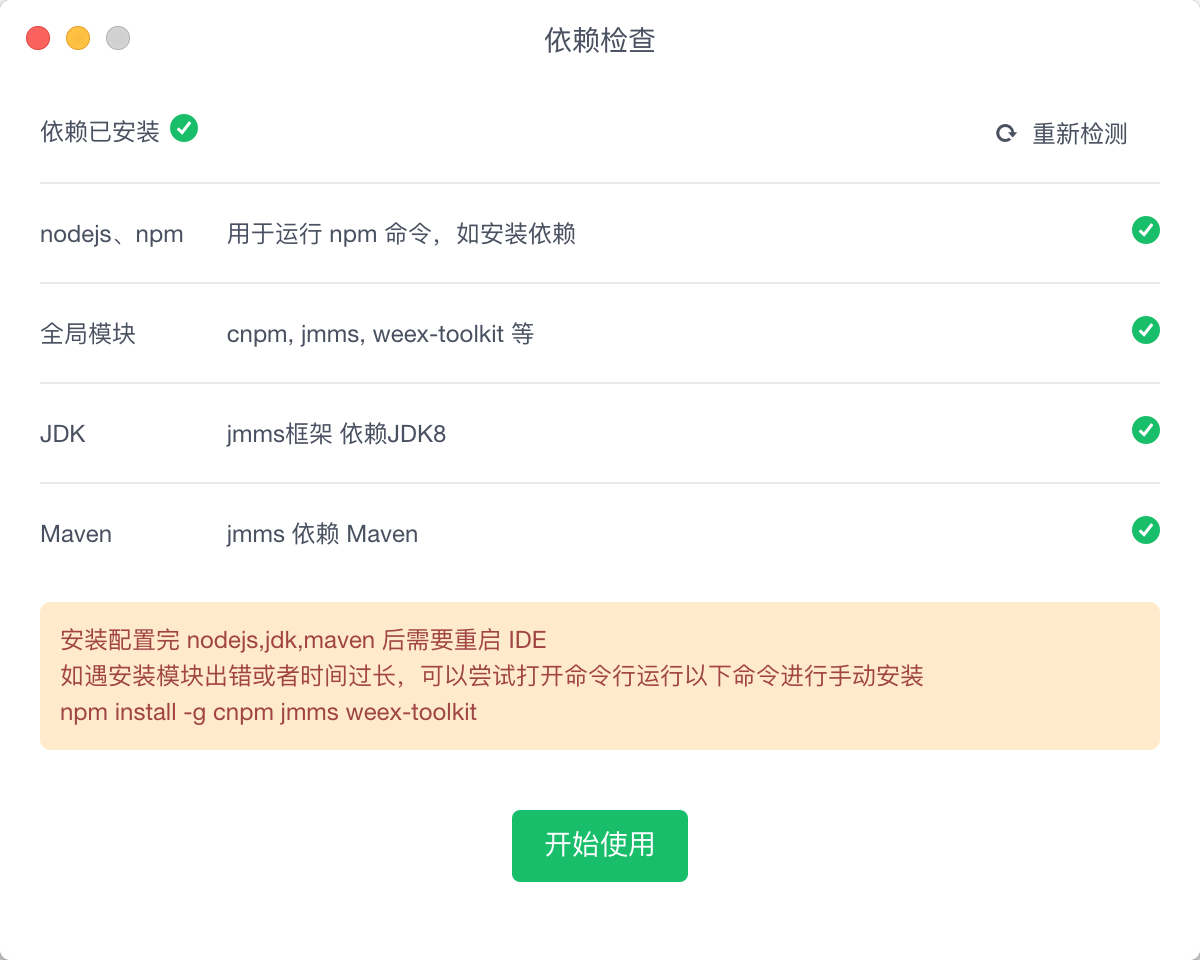 依赖检查
依赖已安装
重新检测
nodejs、npm 用于运行 npm 命令，如安装依赖
全局模块 cnpm, jmms, weex-toolkit 等
JDK jmms框架 依赖JDK8
Maven jmms 依赖 Maven
安装配置完 nodejs,jdk,maven 后需要重启 IDE
如遇安装模块出错或者时间过长，可以尝试打开命令行运行以下命令进行手动安装
npm install -g cnpm jmms weex-toolkit
开始使用